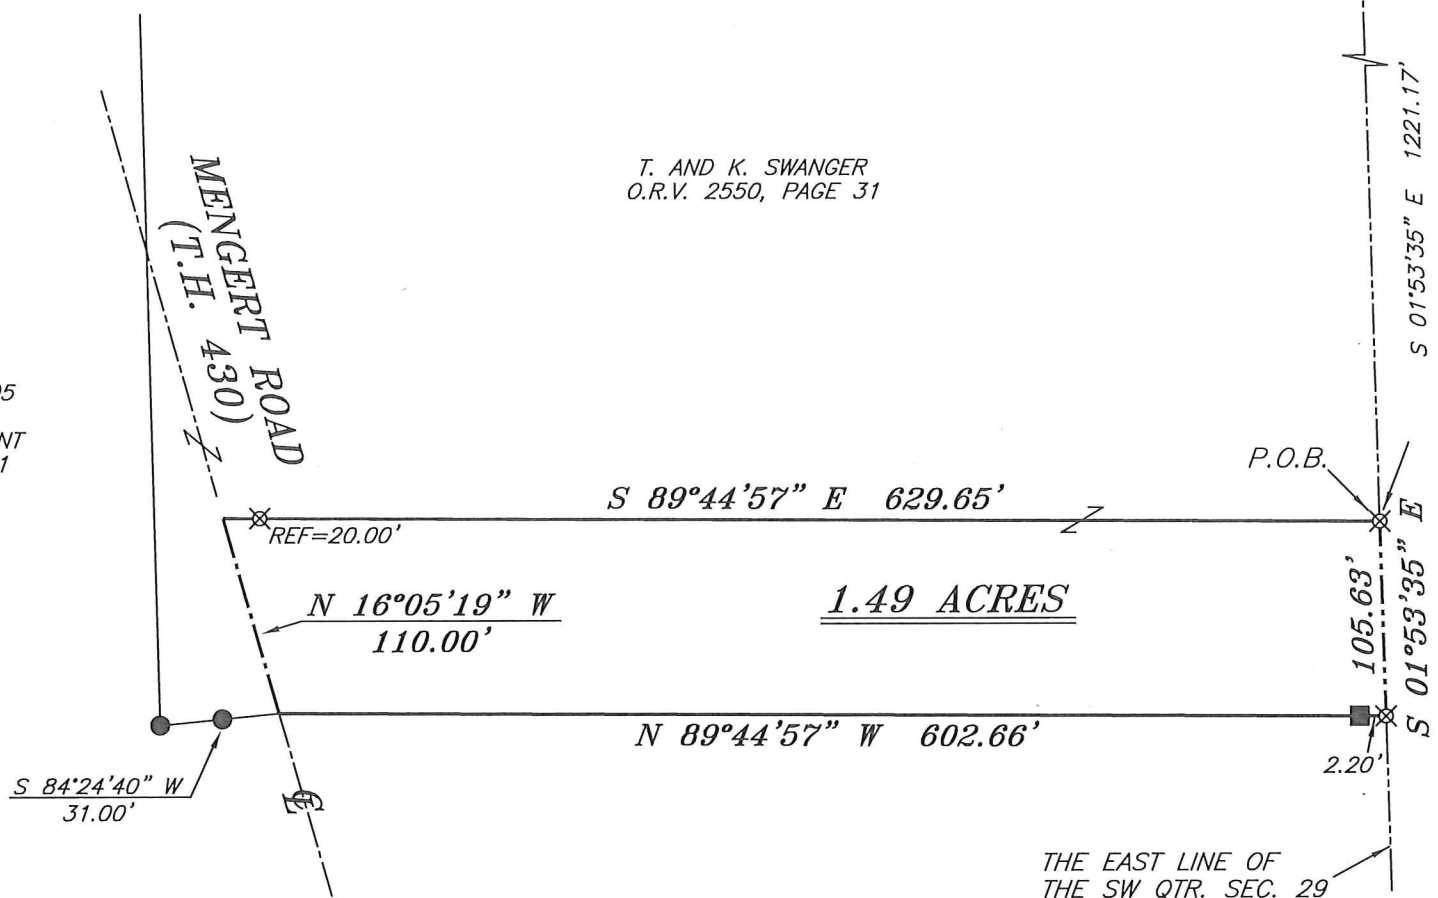 T. AND K. SWANGER
O.R.V. 2550, PAGE 31
S 01°53'35" E 1221.17'
MENGERT ROAD
(T.H. 430)
P.O.B.
S 89°44'57" E 629.65'
REF=20.00'
N 16°05'19" W
110.00'
1.49 ACRES
105.63'
S 01°53'35" E
N 89°44'57" W 602.66'
2.20'
S 84°24'40" W
31.00'
THE EAST LINE OF
THE SW QTR. SEC. 29